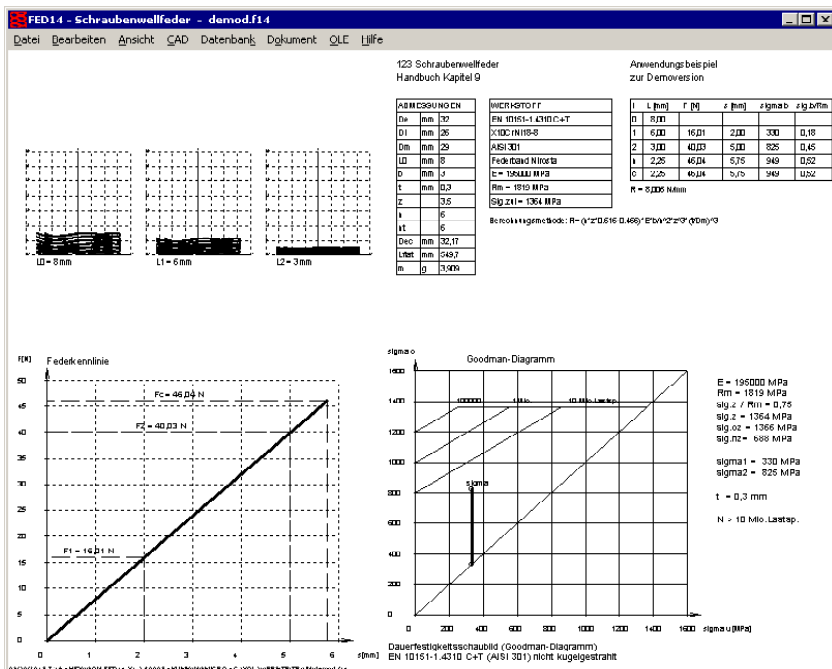 FED14 - Schraubenwellfeder - demod.f14
Datei Bearbeiten Ansicht CAD Datenbank Dokument OLE Hilfe
123 Schraubenwellfeder
Handbuch Kapitel 9
Anwendungsbeispiel
zur Demoversion
ABMESSUNGEN
De mm 32
Di mm 26
Dm mm 29
L0 mm 8
b mm 3
t mm 0,3
z 3,5
n 6
nt 6
Dec mm 32,17
Lflat mm 549,7
m g 3,909
WERKSTOFF
EN 10151-1.4310 C+T
X10CrNi18-8
AISI 301
Federband Nirosta
E = 195000 MPa
Rm = 1819 MPa
Sig.zul = 1364 MPa
i L [mm] F [N] s [mm] sigma b sig.b/Rm
0 8,00
1 6,00 16,01 2,00 330 0,18
2 3,00 40,03 5,00 825 0,45
n 2,25 46,04 5,75 949 0,52
c 2,25 46,04 5,75 949 0,52
R = 8,006 N/mm
L0 = 8 mm
L1 = 6 mm
L2 = 3 mm
F[N]
Federkennlinie
50
45
40
35
30
25
20
15
10
5
0
Fc = 46,04 N
F2 = 40,03 N
F1 = 16,01 N
0 1 2 3 4 5 6
s[mm]
sigma o
Goodman-Diagramm
1600
1400
1200
1000
800
600
400
200
0
100000
1 Mio.
10 Mio.Lastsp.
sigma
0 200 400 600 800 1000 1200 1400 1600
sigma u [MPa]
E = 195000 MPa
Rm = 1819 MPa
sig.z / Rm = 0,75
sig.z = 1364 MPa
sig.oz = 1366 MPa
sig.hz= 688 MPa
sigma1 = 330 MPa
sigma2 = 825 MPa
t = 0,3 mm
N > 10 Mio.Lastsp.
Dauerfestigkeitsschaubild (Goodman-Diagramm)
EN 10151-1.4310 C+T (AISI 301) nicht kugelgestrahlt